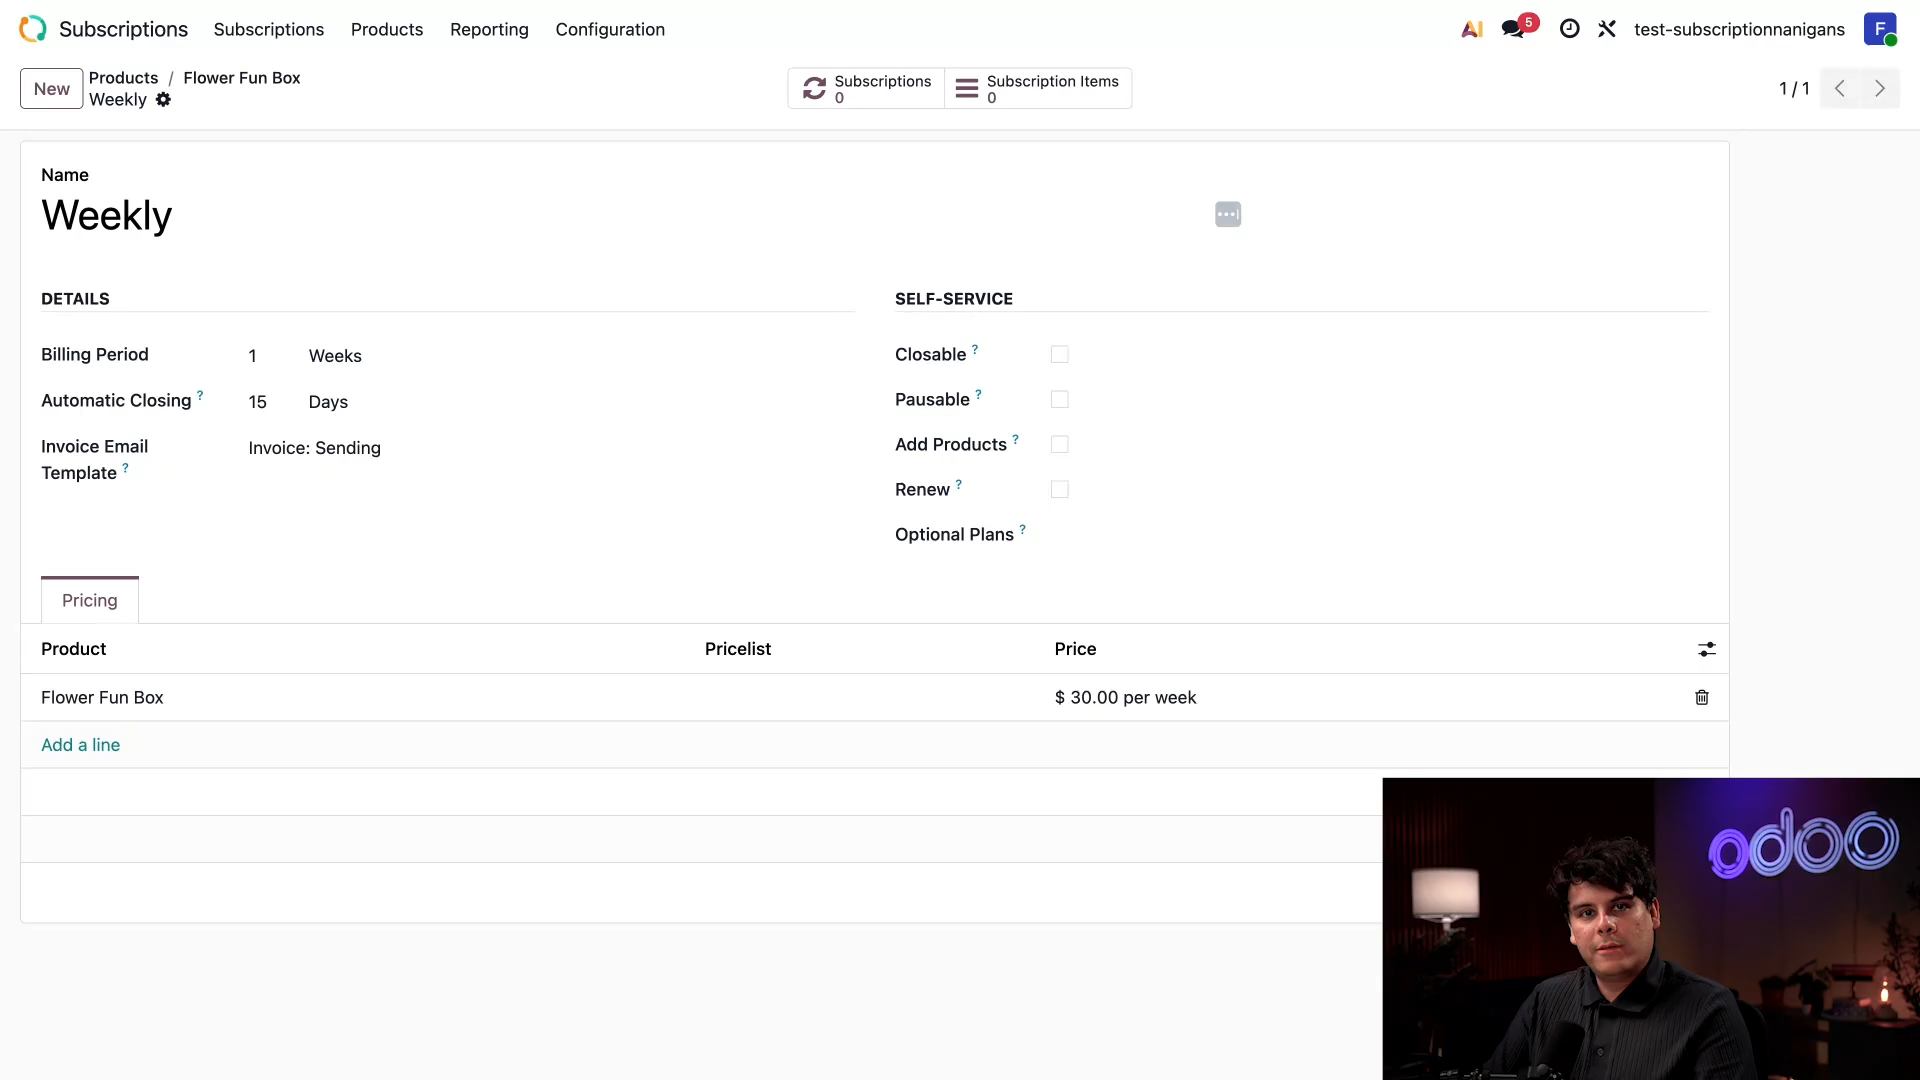 Subscriptions Subscriptions Products Reporting Configuration 5 test-subscriptionnanigans F
New Products / Flower Fun Box Subscriptions Subscription Items 1 / 1
Weekly 0 0
Name
Weekly
DETAILS SELF-SERVICE
Billing Period 1 Weeks Closable ?
Automatic Closing ? 15 Days Pausable ?
Invoice Email Template ? Invoice: Sending Add Products ?
Renew ?
Optional Plans ?
Pricing
Product Pricelist Price
Flower Fun Box $ 30.00 per week
Add a line
odoo